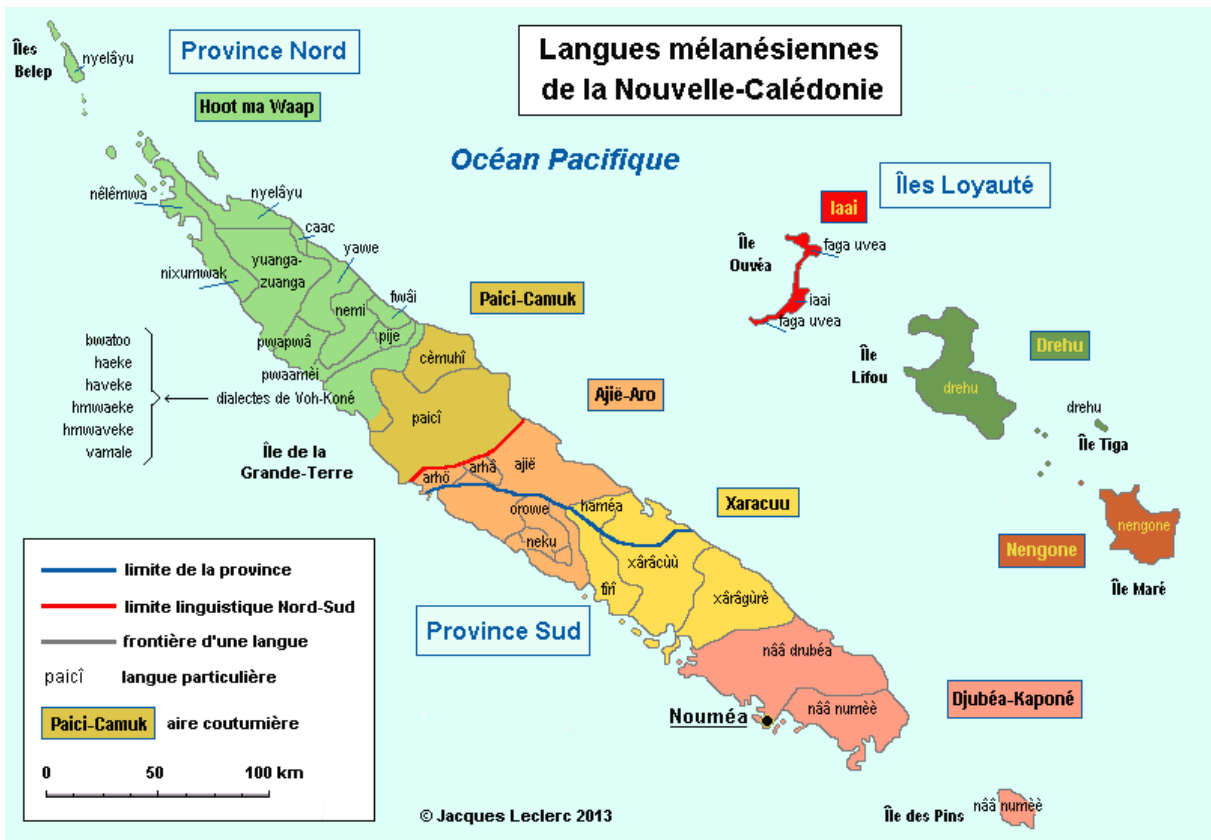 Langues mélanésiennes
de la Nouvelle-Calédonie
Îles
Belep
nyelâyu
Province Nord
Hoot ma Waap
Océan Pacifique
nêlêmwa
nyelâyu
caac
yawe
yuanga-
zuanga
nixumwak
nemi
fwâi
pije
pwapwâ
pwaamèi
bwatoo
haeke
haveke
hmwaeke
hmwaveke
vamale
dialectes de Voh-Koné
Paici-Camuk
cèmuhî
paicî
Île de la
Grande-Terre
Ajië-Aro
arhö
arhâ
ajië
orowe
neku
Xaracuu
haméa
tîrî
xârâcùù
xârâgùrè
Province Sud
nââ drubéa
nââ numèè
Nouméa
Djubéa-Kaponé
Île des Pins
nââ numèè
Îles Loyauté
Iaai
Île
Ouvéa
faga uvea
iaai
faga uvea
Drehu
Île
Lifou
drehu
drehu
Île Tiga
Nengone
nengone
Île Maré
limite de la province
limite linguistique Nord-Sud
frontière d'une langue
paicî langue particulière
Paici-Camuk aire coutumière
0 50 100 km
© Jacques Leclerc 2013